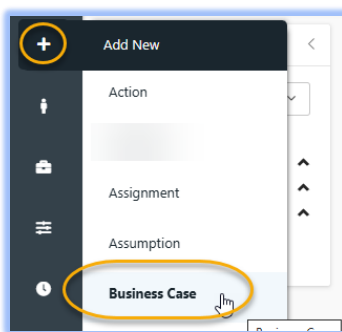 Add New
Action
Assignment
Assumption
Business Case